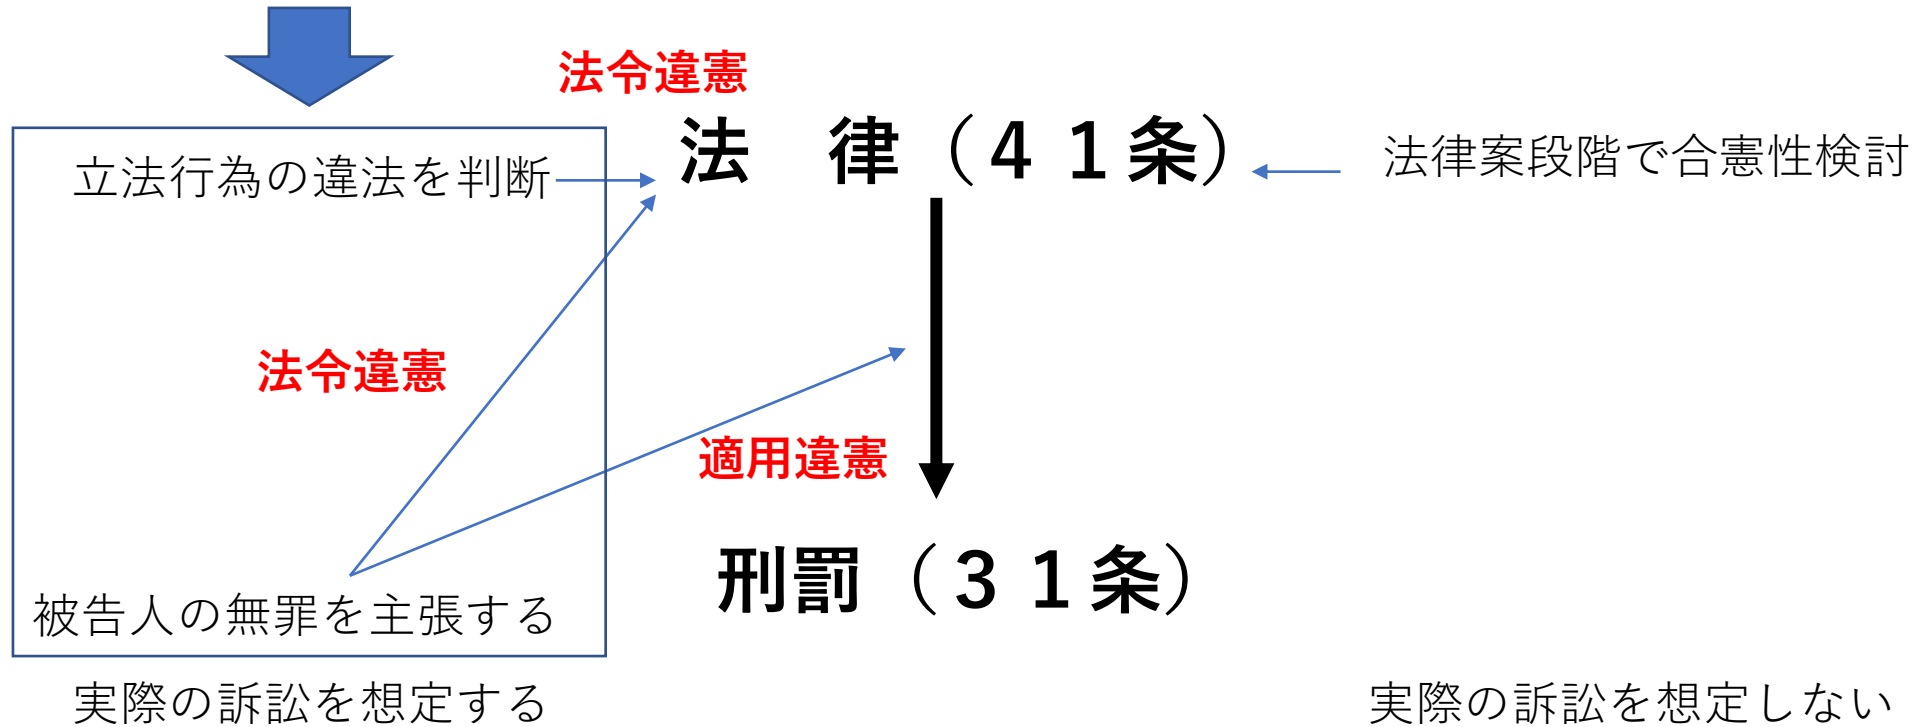 法令違憲
法　律（４１条）
法律案段階で合憲性検討
立法行為の違法を判断
法令違憲
適用違憲
刑罰（３１条）
被告人の無罪を主張する
実際の訴訟を想定する
実際の訴訟を想定しない